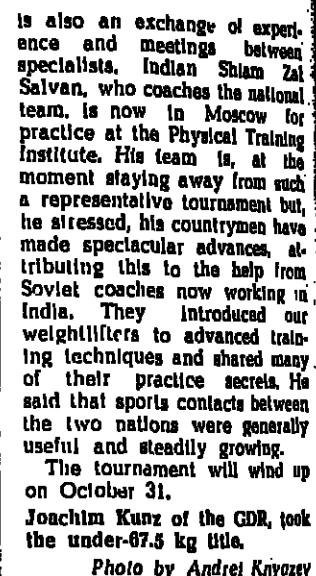 is also an exchange of experi-
ence and meetings between
specialists. Indian Shiam Zal
Salvan, who coaches the national
team, is now in Moscow for
practice at the Physical Training
Institute. His team is, at the
moment staying away from such
a representative tournament but,
he stressed, his countrymen have
made spectacular advances, at-
tributing this to the help from
Soviet coaches now working in
India. They introduced our
weightlifters to advanced train-
ing techniques and shared many
of their practice secrets. He
said that sports contacts between
the two nations were generally
useful and steadily growing.
The tournament will wind up
on October 31.
Joachim Kunz of the GDR, took
the under-67.5 kg title.
Photo by Andrei Knyazev